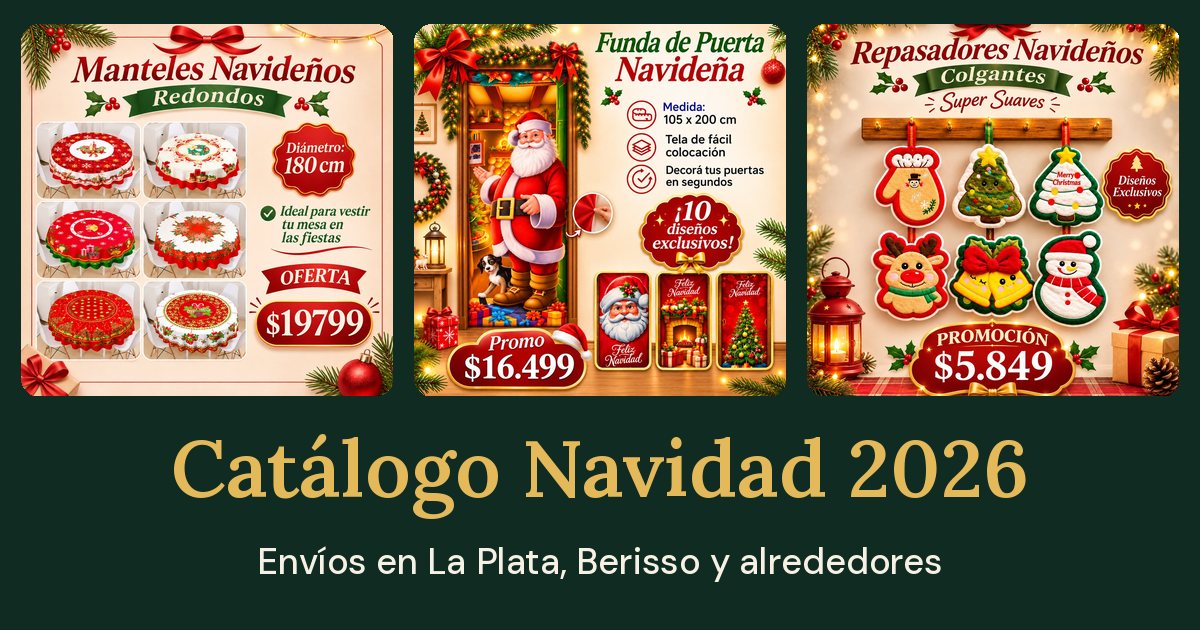 Manteles Navideños
Redondos
Diámetro:
180 cm
Ideal para vestir
tu mesa en
las fiestas
OFERTA
$19799
Funda de Puerta
Navideña
Medida:
105 x 200 cm
Tela de fácil
colocación
Decorá tus puertas
en segundos
¡10
diseños
exclusivos!
Feliz
Navidad
Feliz
Navidad
Feliz
Navidad
Promo
$16.499
Repasadores Navideños
Colgantes
Super Suaves
Merry
Christmas
Diseños
Exclusivos
PROMOCIÓN
$5.849
Catálogo Navidad 2026
Envíos en La Plata, Berisso y alrededores